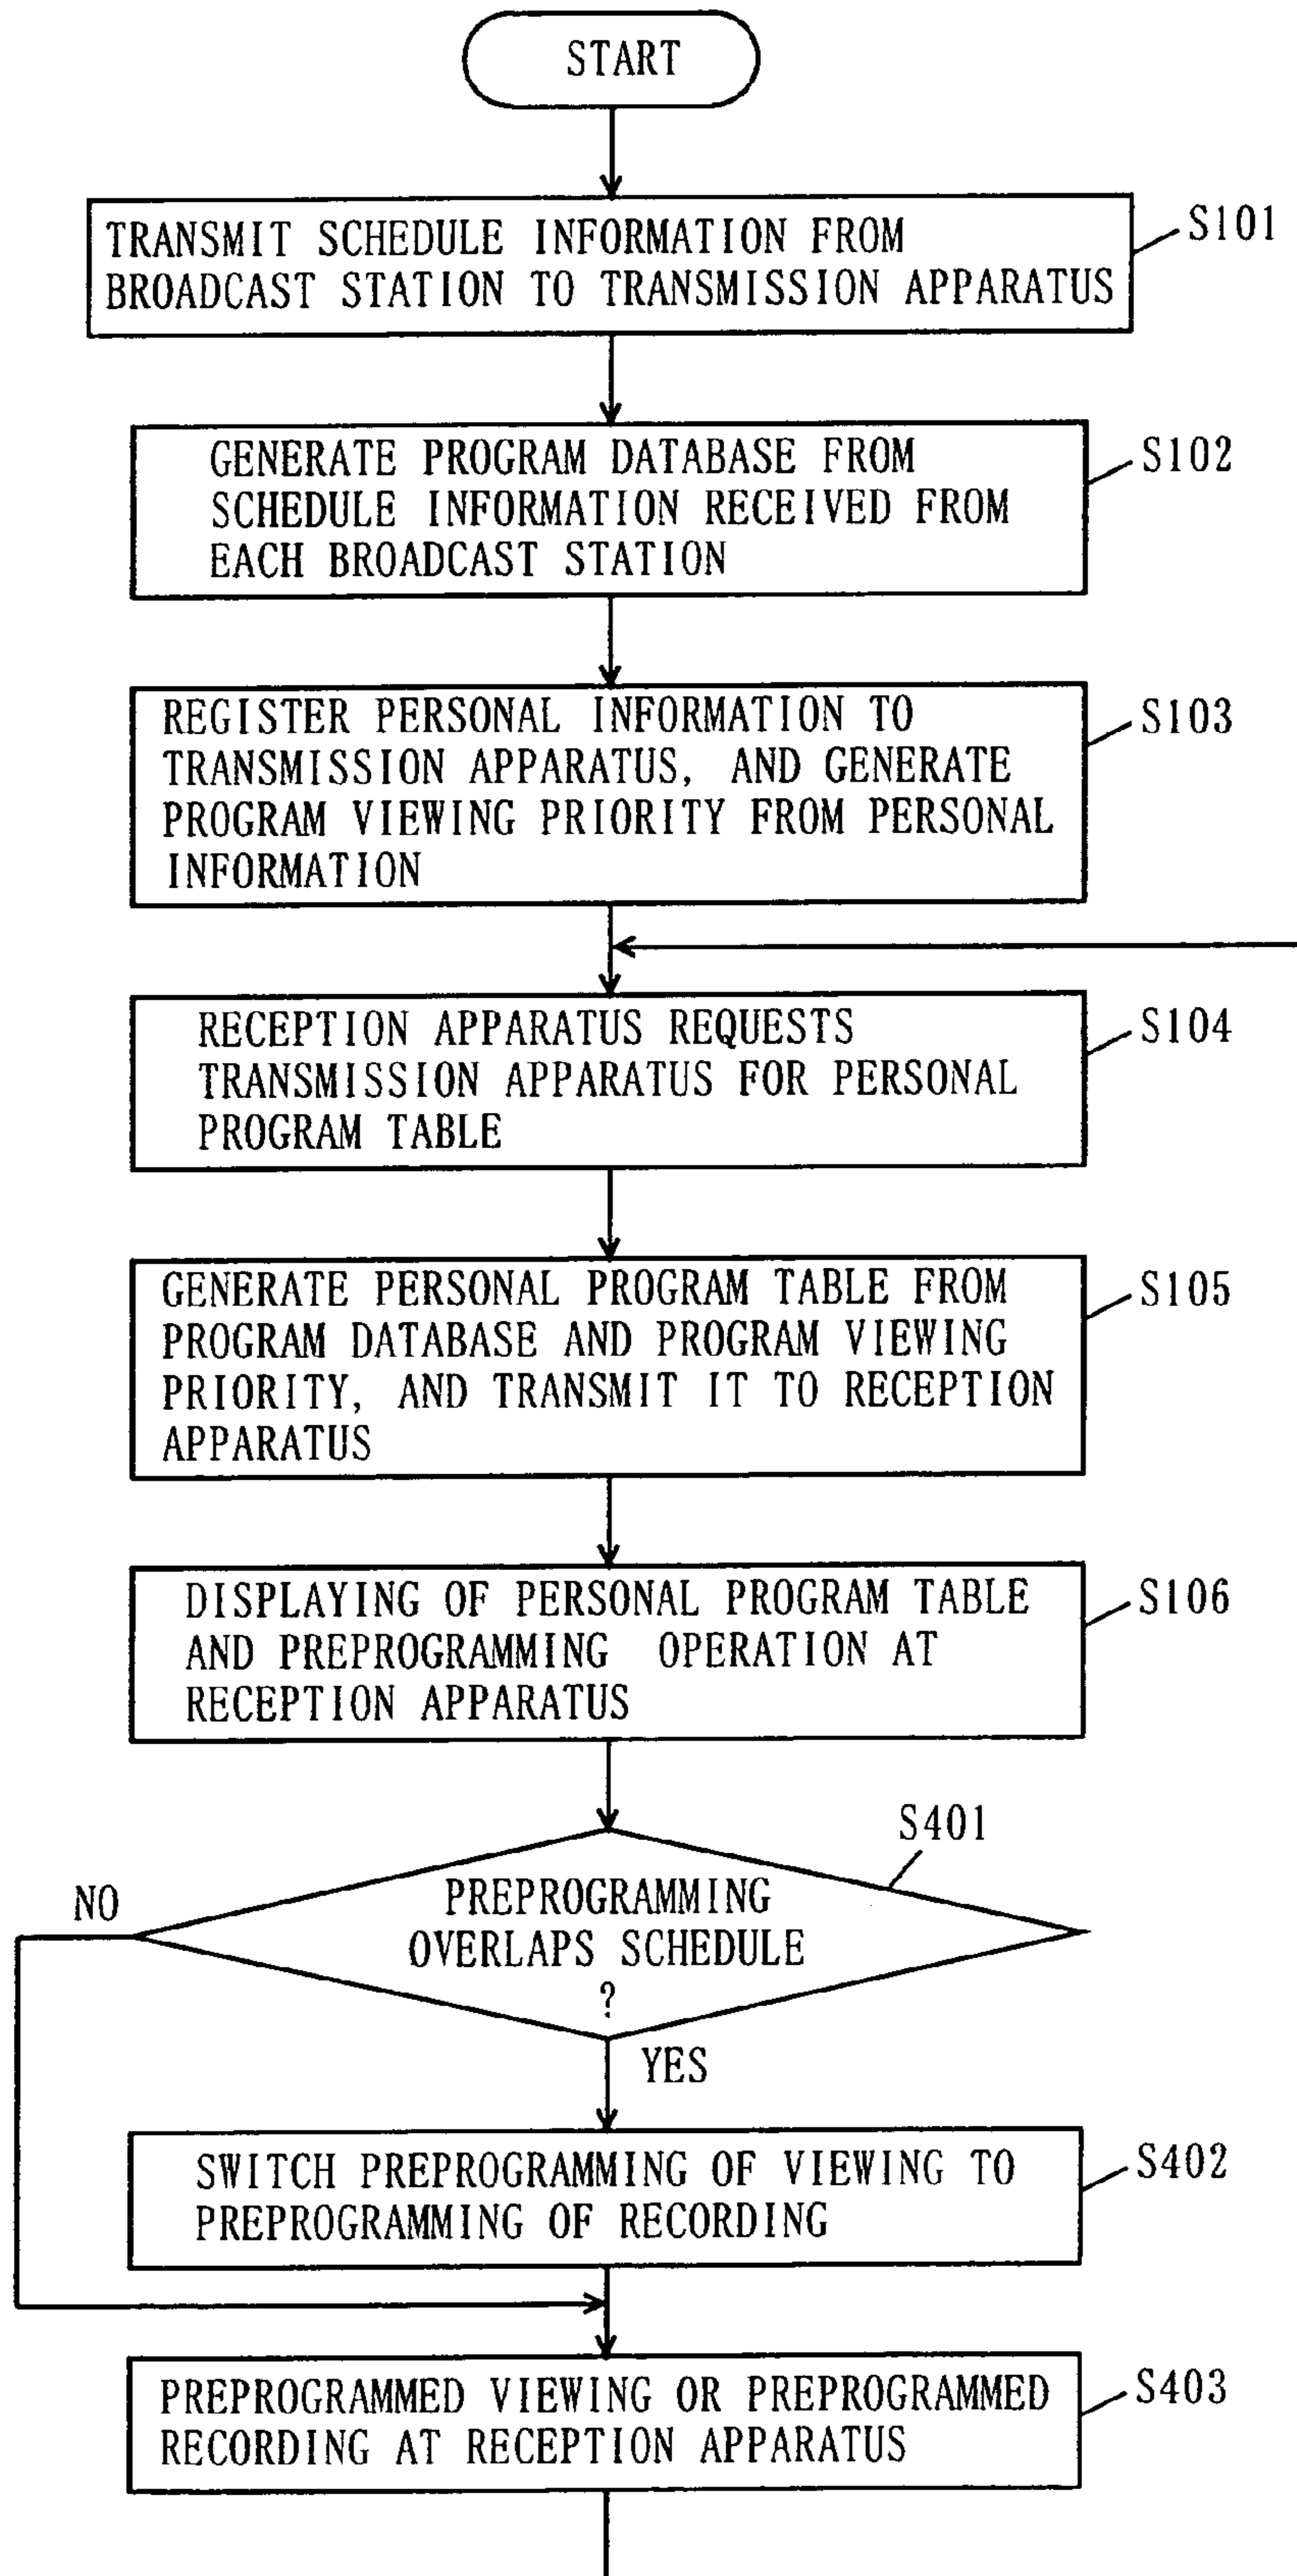 START
TRANSMIT SCHEDULE INFORMATION FROM
BROADCAST STATION TO TRANSMISSION APPARATUS
S101
GENERATE PROGRAM DATABASE FROM
SCHEDULE INFORMATION RECEIVED FROM
EACH BROADCAST STATION
S102
REGISTER PERSONAL INFORMATION TO
TRANSMISSION APPARATUS, AND GENERATE
PROGRAM VIEWING PRIORITY FROM PERSONAL
INFORMATION
S103
RECEPTION APPARATUS REQUESTS
TRANSMISSION APPARATUS FOR PERSONAL
PROGRAM TABLE
S104
GENERATE PERSONAL PROGRAM TABLE FROM
PROGRAM DATABASE AND PROGRAM VIEWING
PRIORITY, AND TRANSMIT IT TO RECEPTION
APPARATUS
S105
DISPLAYING OF PERSONAL PROGRAM TABLE
AND PREPROGRAMMING OPERATION AT
RECEPTION APPARATUS
S106
S401
NO
PREPROGRAMMING
OVERLAPS SCHEDULE
?
YES
SWITCH PREPROGRAMMING OF VIEWING TO
PREPROGRAMMING OF RECORDING
S402
PREPROGRAMMED VIEWING OR PREPROGRAMMED
RECORDING AT RECEPTION APPARATUS
S403